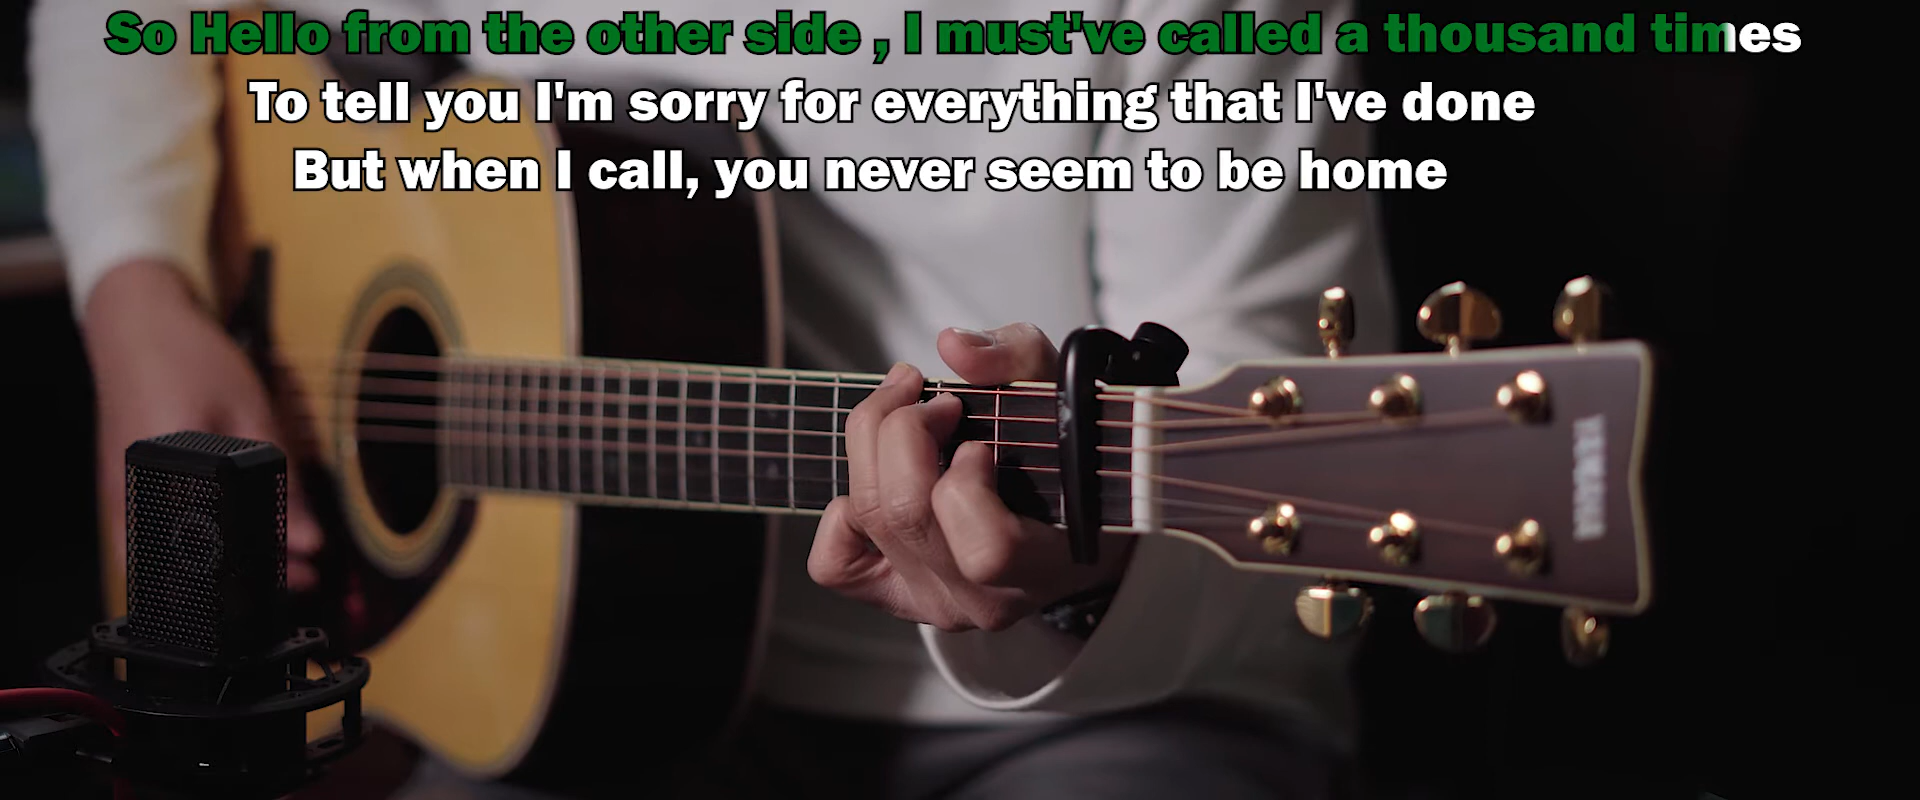 So Hello from the other side , I must've called a thousand times
To tell you I'm sorry for everything that I've done
But when I call, you never seem to be home
YAMAHA